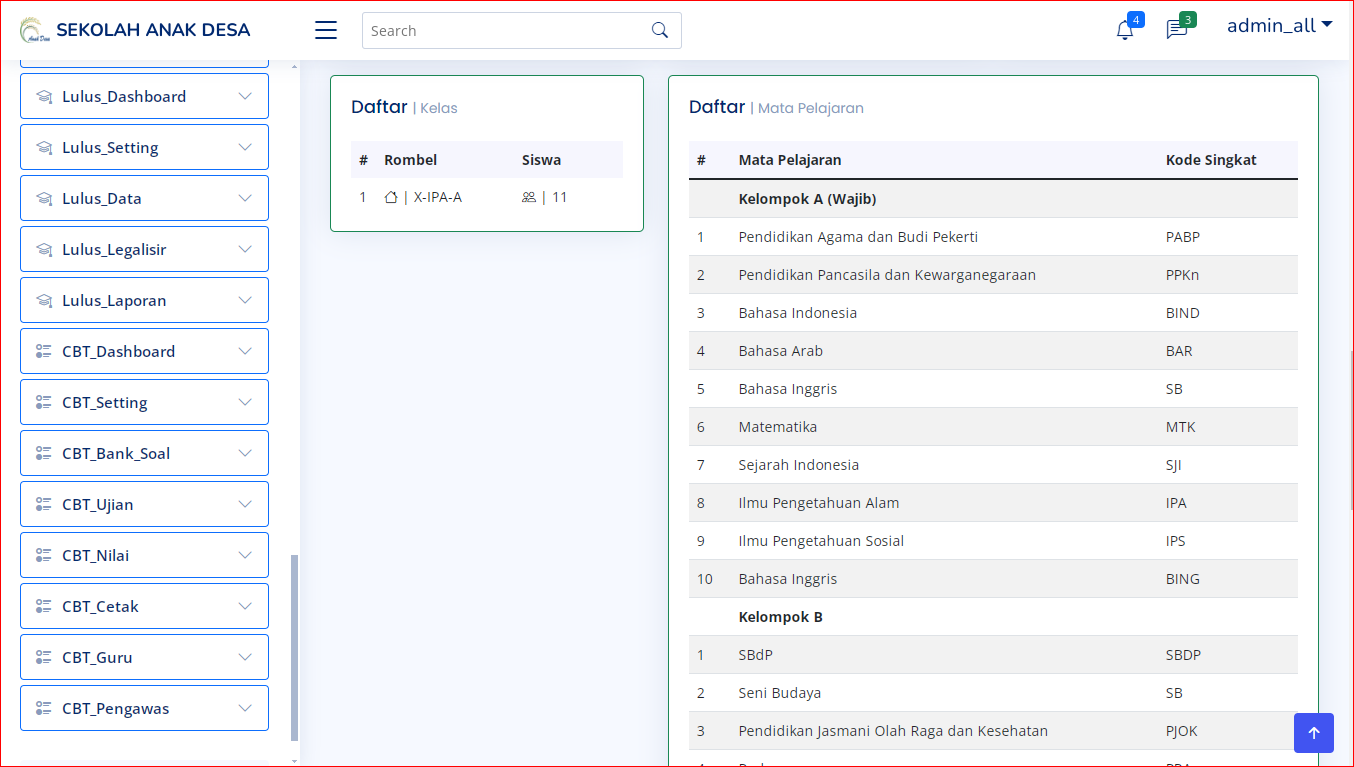 SEKOLAH ANAK DESA
Search
4
3
admin_all
Lulus_Dashboard
Lulus_Setting
Lulus_Data
Lulus_Legalisir
Lulus_Laporan
CBT_Dashboard
CBT_Setting
CBT_Bank_Soal
CBT_Ujian
CBT_Nilai
CBT_Cetak
CBT_Guru
CBT_Pengawas
Daftar | Kelas
# Rombel Siswa
1 | X-IPA-A | 11
Daftar | Mata Pelajaran
# Mata Pelajaran Kode Singkat
Kelompok A (Wajib)
1 Pendidikan Agama dan Budi Pekerti PABP
2 Pendidikan Pancasila dan Kewarganegaraan PPKn
3 Bahasa Indonesia BIND
4 Bahasa Arab BAR
5 Bahasa Inggris SB
6 Matematika MTK
7 Sejarah Indonesia SJI
8 Ilmu Pengetahuan Alam IPA
9 Ilmu Pengetahuan Sosial IPS
10 Bahasa Inggris BING
Kelompok B
1 SBdP SBDP
2 Seni Budaya SB
3 Pendidikan Jasmani Olah Raga dan Kesehatan PJOK